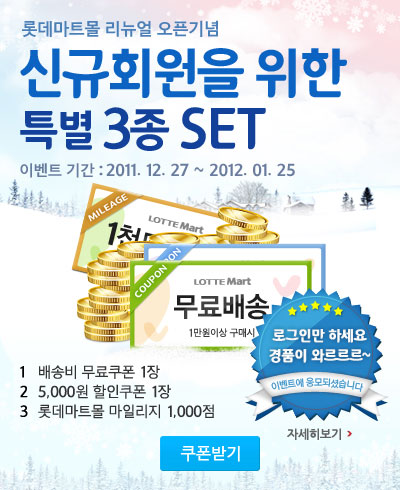 롯데마트몰 리뉴얼 오픈기념
신규회원을 위한
특별 3종 SET
이벤트 기간 : 2011. 12. 27 ~ 2012. 01. 25
MILEAGE
LOTTE Mart
1천
COUPON
LOTTE Mart
무료배송
1만원이상 구매시
로그인만 하세요
경품이 와르르르~
이벤트에 응모되셨습니다
1 배송비 무료쿠폰 1장
2 5,000원 할인쿠폰 1장
3 롯데마트몰 마일리지 1,000점
자세히보기 >
쿠폰받기